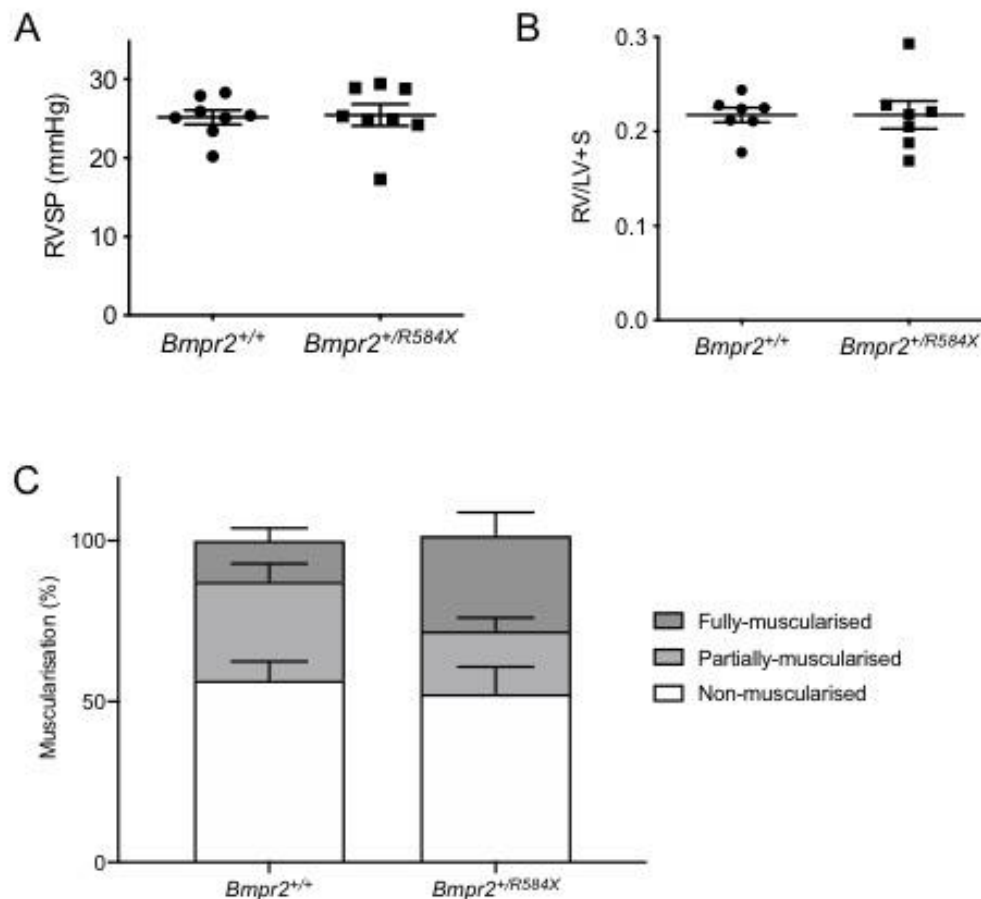 A
RVSP (mmHg)
30
20
10
0
Bmpr2+/+
Bmpr2+/R584X
B
RV/LV+S
0.3
0.2
0.1
0.0
Bmpr2+/+
Bmpr2+/R584X
C
Muscularisation (%)
100
50
0
Bmpr2+/+
Bmpr2+/R584X
Fully-muscularised
Partially-muscularised
Non-muscularised